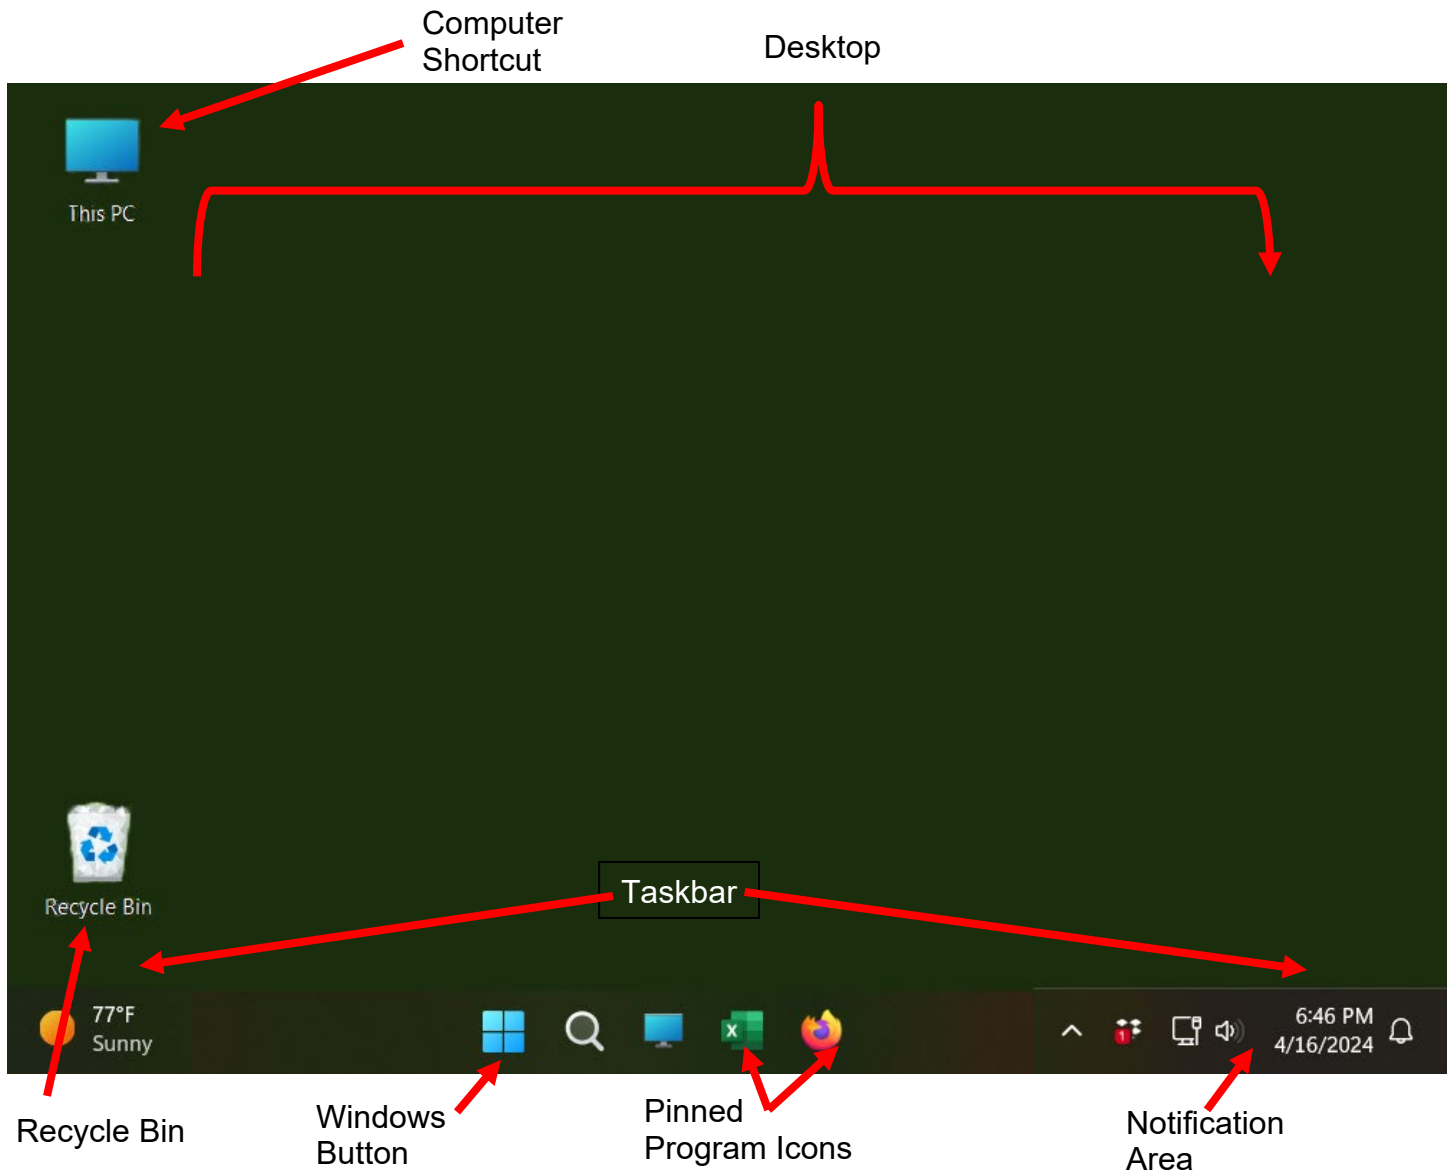 Computer
Shortcut
Desktop
This PC
Recycle Bin
Taskbar
77°F
Sunny
x
1
6:46 PM
4/16/2024
Recycle Bin
Windows
Button
Pinned
Program Icons
Notification
Area